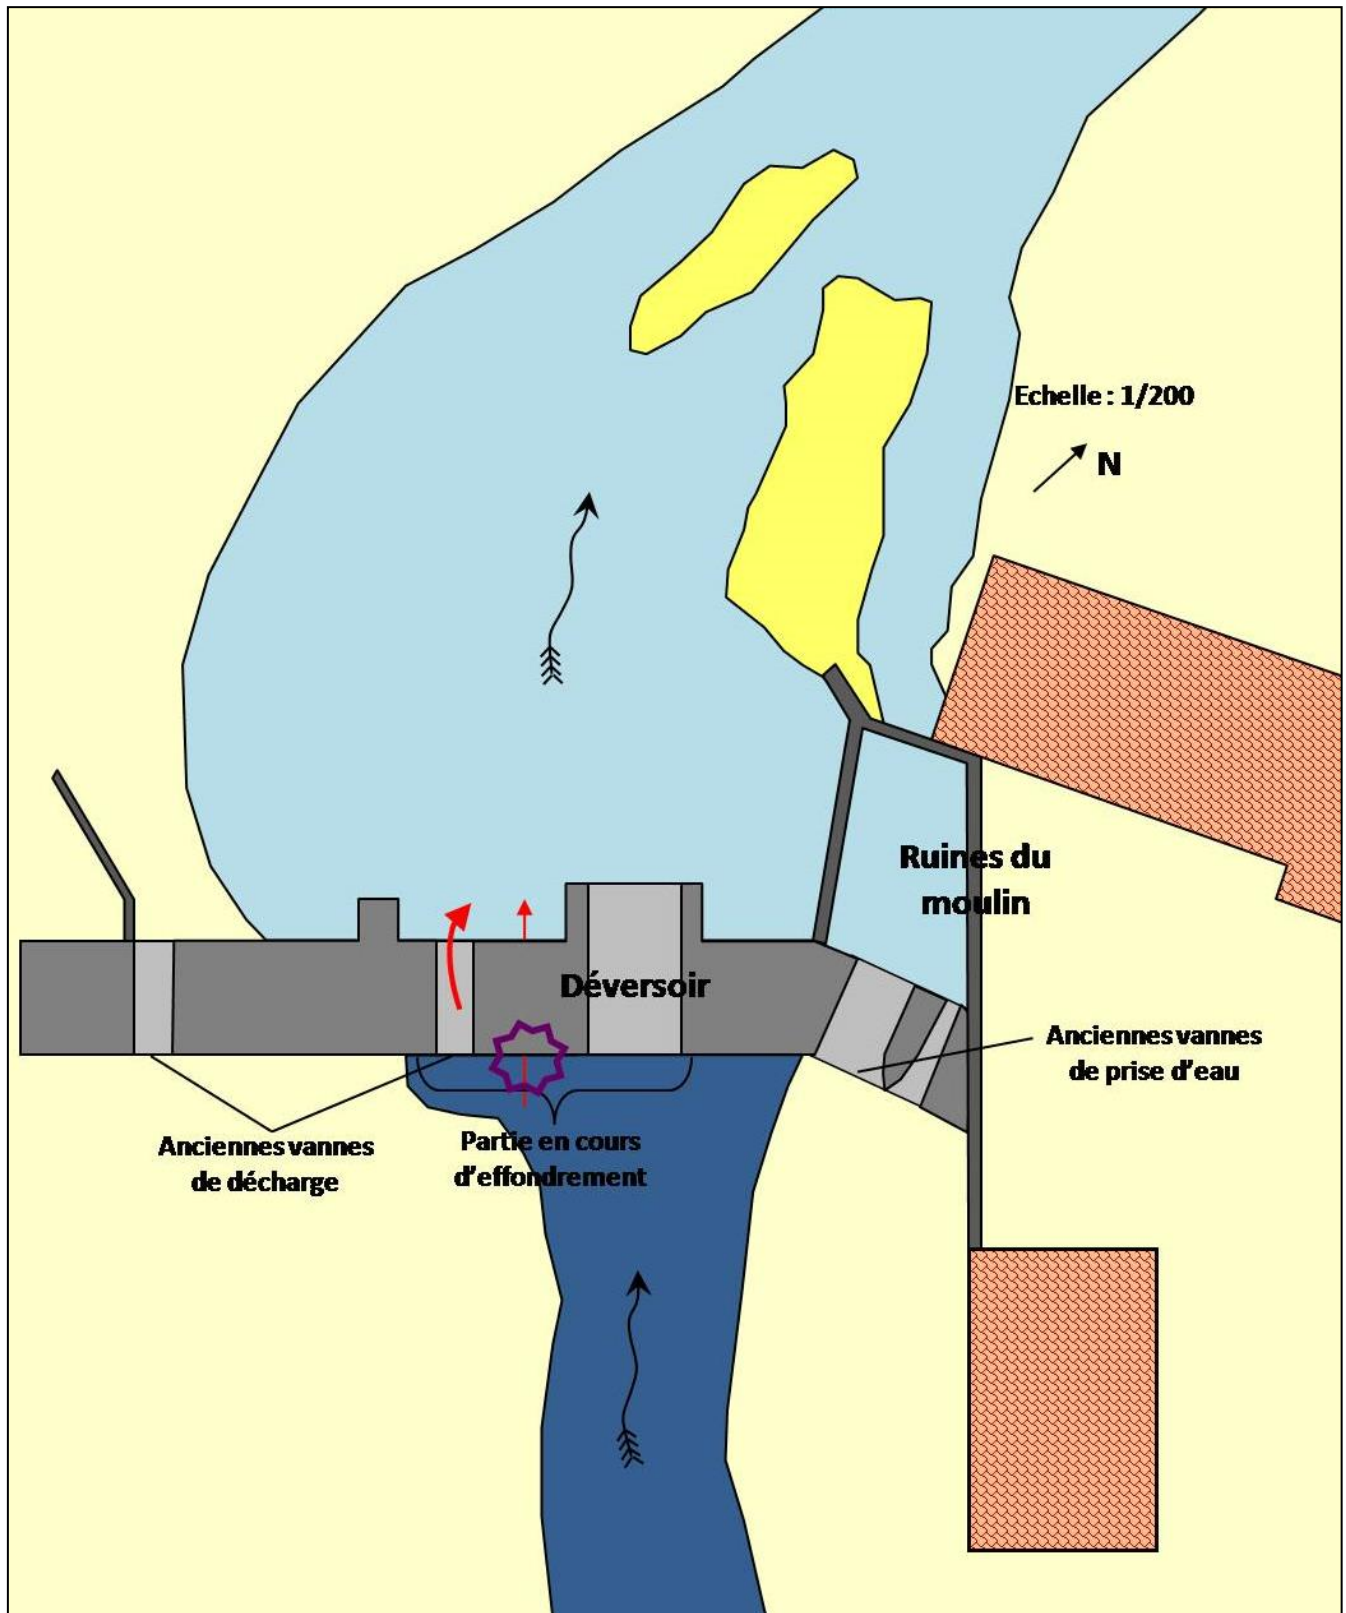 Echelle : 1/200
N
Ruines du
moulin
Déversoir
Anciennes vannes
de prise d'eau
Anciennes vannes
de décharge
Partie en cours
d'effondrement